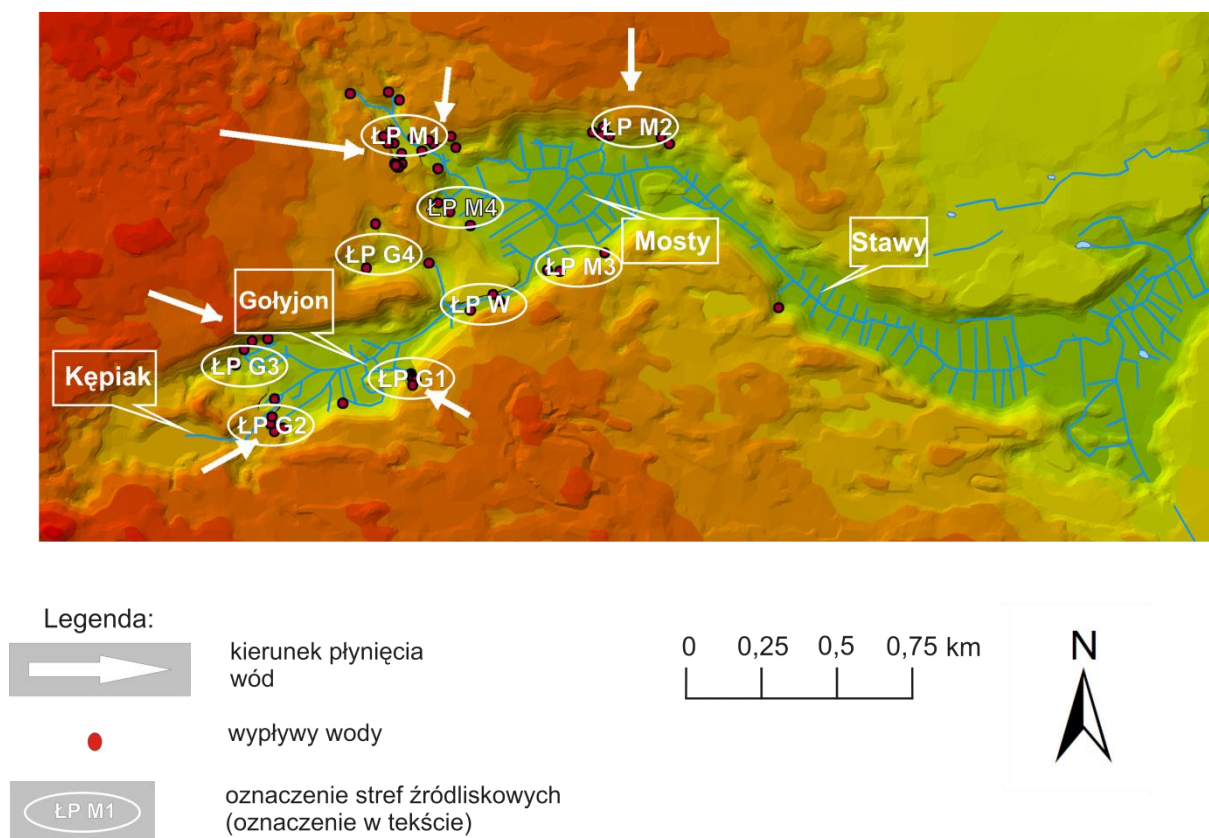 ŁP M1
ŁP M2
ŁP M4
Mosty
Stawy
ŁP G4
ŁP M3
Gołyjon
ŁP W
ŁP G3
Kępiak
ŁP G1
ŁP G2
Legenda:
kierunek płynięcia
wód
wypływy wody
ŁP M1
oznaczenie stref źródliskowych
(oznaczenie w tekście)
0 0,25 0,5 0,75 km
N